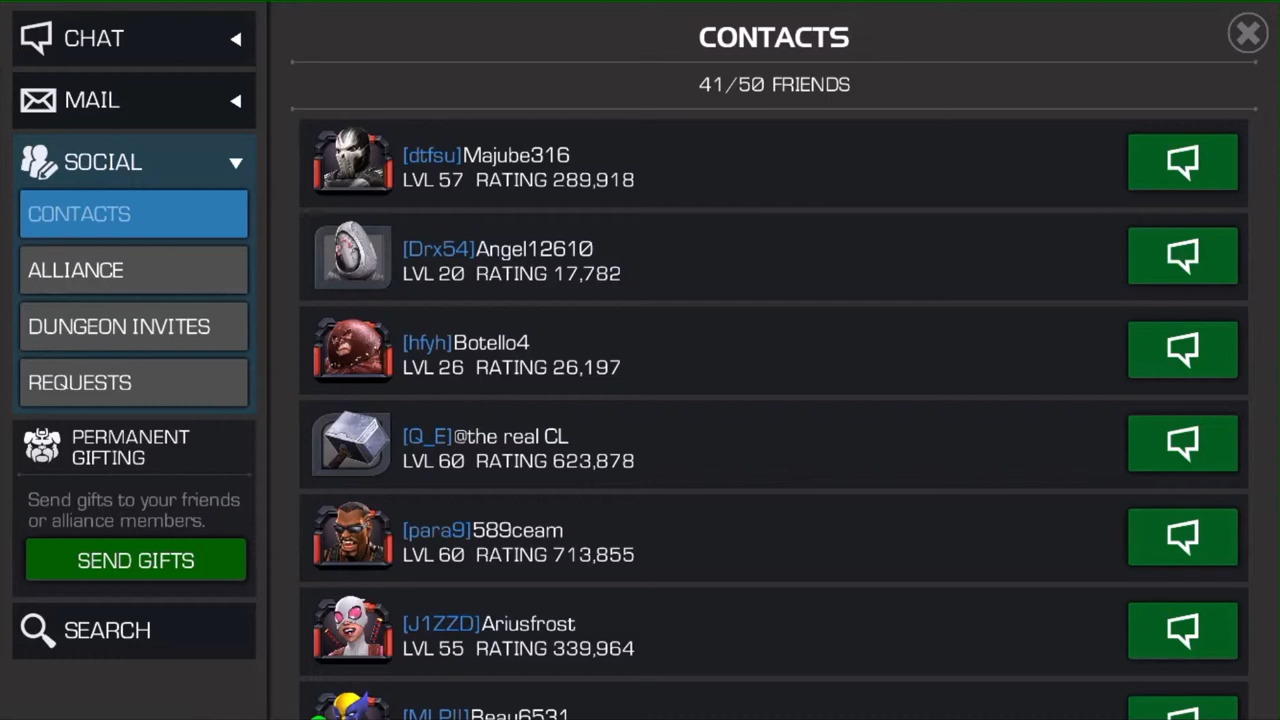 CHAT
MAIL
SOCIAL
CONTACTS
ALLIANCE
DUNGEON INVITES
REQUESTS
PERMANENT
GIFTING
Send gifts to your friends
or alliance members.
SEND GIFTS
SEARCH
CONTACTS
41/50 FRIENDS
[dtfsu]Majube316
LVL 57 RATING 289,918
[Drx54]Angel12610
LVL 20 RATING 17,782
[hfyh]Botello4
LVL 26 RATING 26,197
[Q_E]@the real CL
LVL 60 RATING 623,878
[para9]589ceam
LVL 60 RATING 713,855
[J1ZZD]Ariusfrost
LVL 55 RATING 339,964
Beau6531